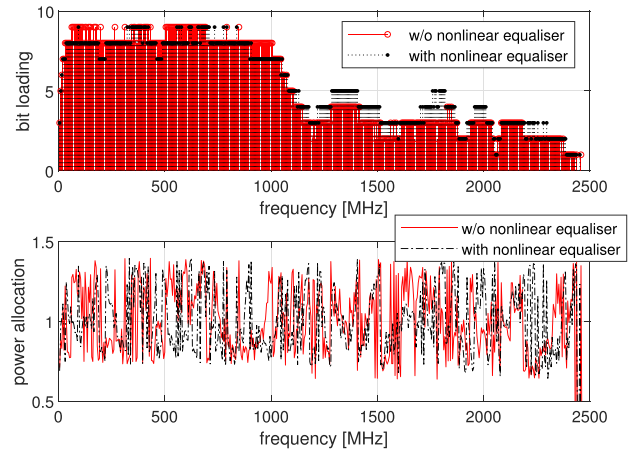 10
5
0
bit loading
w/o nonlinear equaliser
with nonlinear equaliser
0 500 1000 1500 2000 2500
frequency [MHz]
w/o nonlinear equaliser
with nonlinear equaliser
1.5
1
0.5
power allocation
0 500 1000 1500 2000 2500
frequency [MHz]